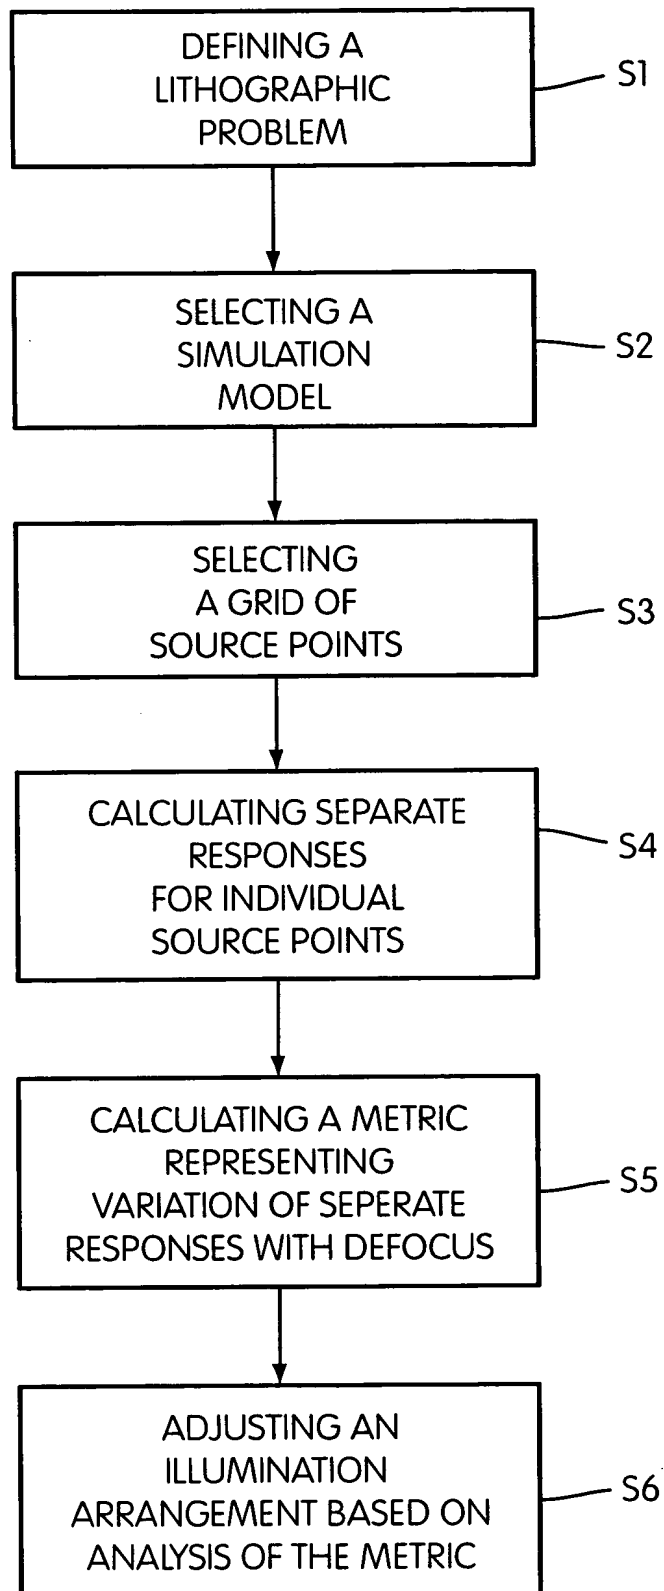 DEFINING A
LITHOGRAPHIC
PROBLEM
S1
SELECTING A
SIMULATION
MODEL
S2
SELECTING
A GRID OF
SOURCE POINTS
S3
CALCULATING SEPARATE
RESPONSES
FOR INDIVIDUAL
SOURCE POINTS
S4
CALCULATING A METRIC
REPRESENTING
VARIATION OF SEPERATE
RESPONSES WITH DEFOCUS
S5
ADJUSTING AN
ILLUMINATION
ARRANGEMENT BASED ON
ANALYSIS OF THE METRIC
S6